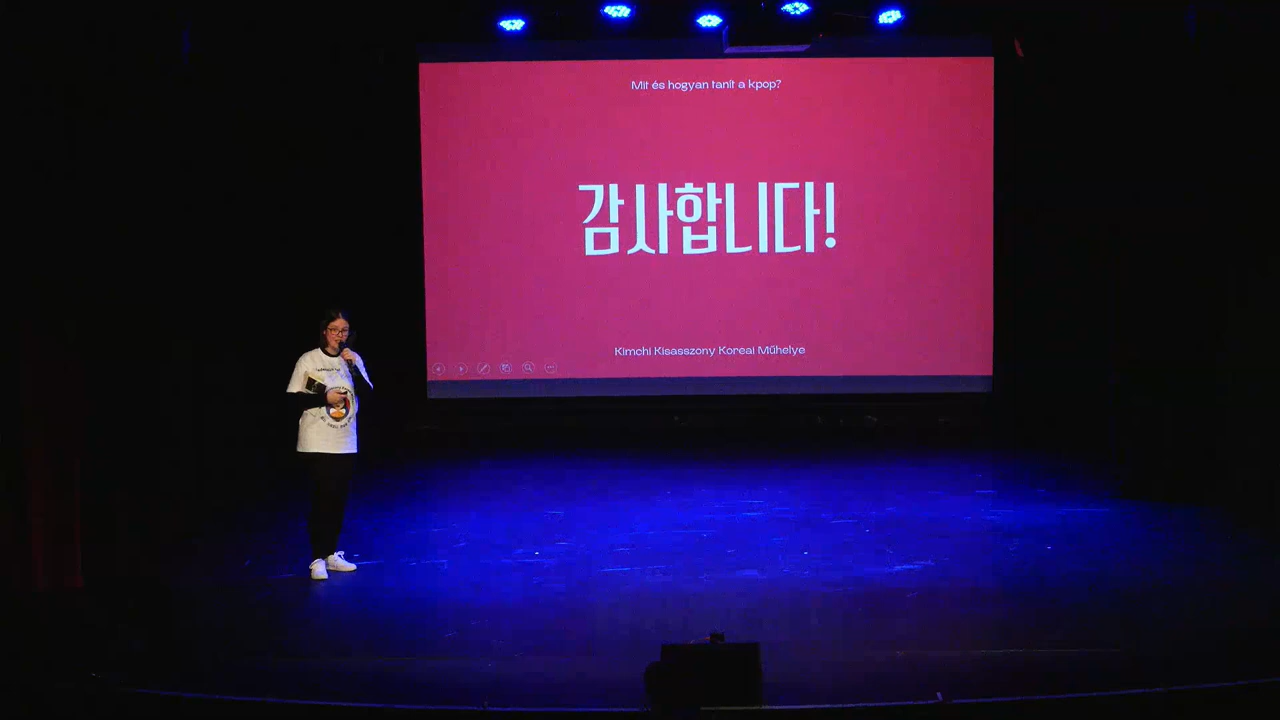 Mit és hogyan tanít a kpop?
감사합니다!
Kimchi Kisasszony Koreai Műhelye